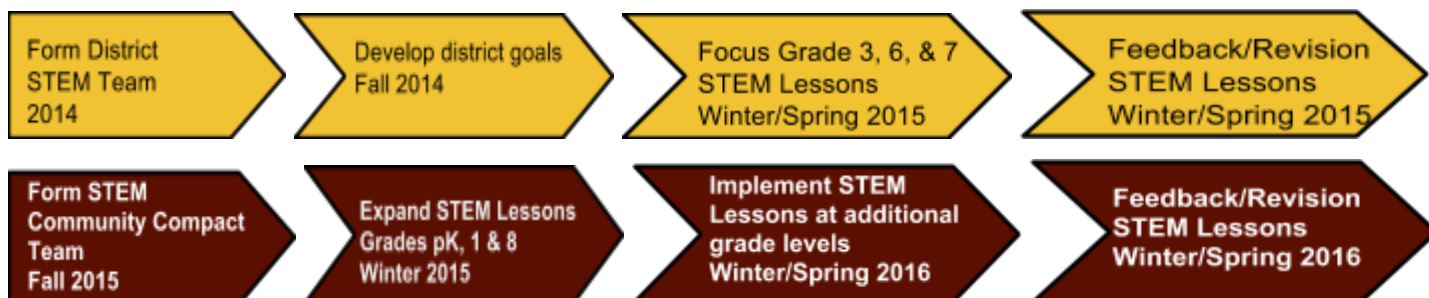 Form District
STEM Team
2014
Develop district goals
Fall 2014
Focus Grade 3, 6, & 7
STEM Lessons
Winter/Spring 2015
Feedback/Revision
STEM Lessons
Winter/Spring 2015
Form STEM
Community Compact
Team
Fall 2015
Expand STEM Lessons
Grades pK, 1 & 8
Winter 2015
Implement STEM
Lessons at additional
grade levels
Winter/Spring 2016
Feedback/Revision
STEM Lessons
Winter/Spring 2016